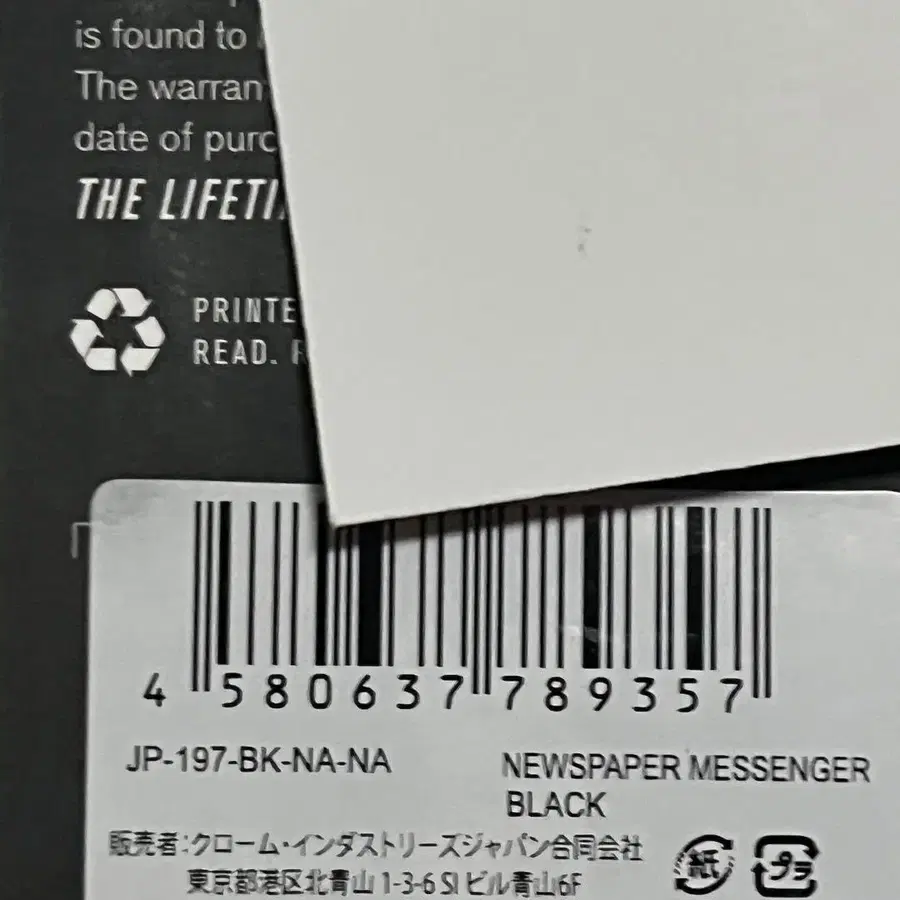 is found to
The warran
date of purc
THE LIFETI
PRINTE
READ.
4 580637 789357
JP-197-BK-NA-NA
NEWSPAPER MESSENGER
BLACK
販売者:クローム・インダストリーズジャパン合同会社
東京都港区北青山 1-3-6 SI ビル青山6F
紙
プラ